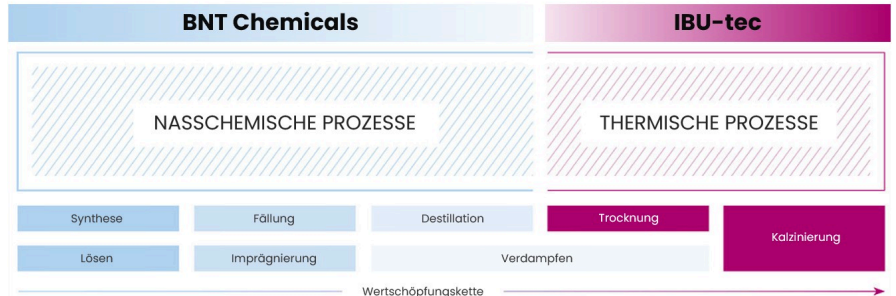 BNT Chemicals
IBU-tec
NASSCHEMISCHE PROZESSE
THERMISCHE PROZESSE
Synthese
Fällung
Destillation
Trocknung
Kalzinierung
Lösen
Imprägnierung
Verdampfen
Wertschöpfungskette